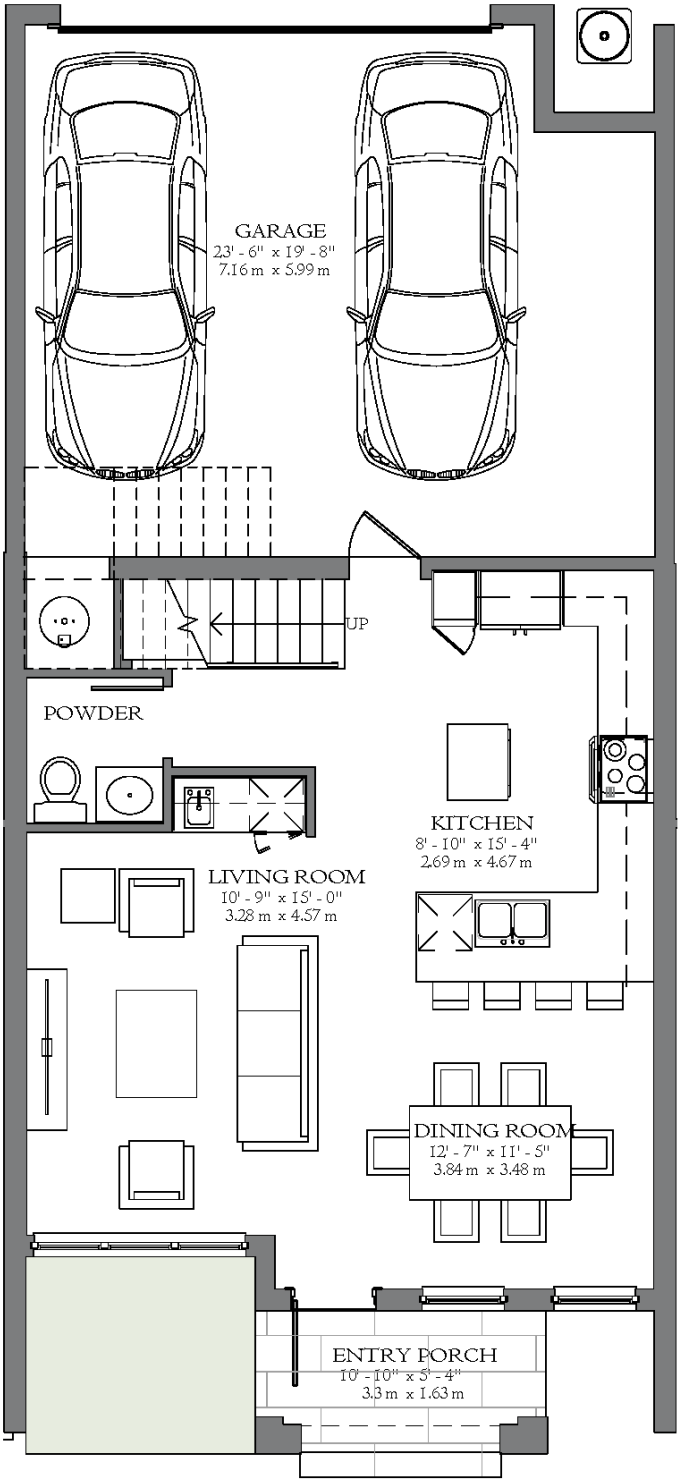 GARAGE
23' - 6" x 19' - 8"
7.16 m x 5.99 m
UP
POWDER
KITCHEN
8' - 10" x 15' - 4"
2.69 m x 4.67 m
LIVING ROOM
10' - 9" x 15' - 0"
3.28 m x 4.57 m
DINING ROOM
12' - 7" x 11' - 5"
3.84 m x 3.48 m
ENTRY PORCH
10' - 10" x 5' - 4"
3.3 m x 1.63 m